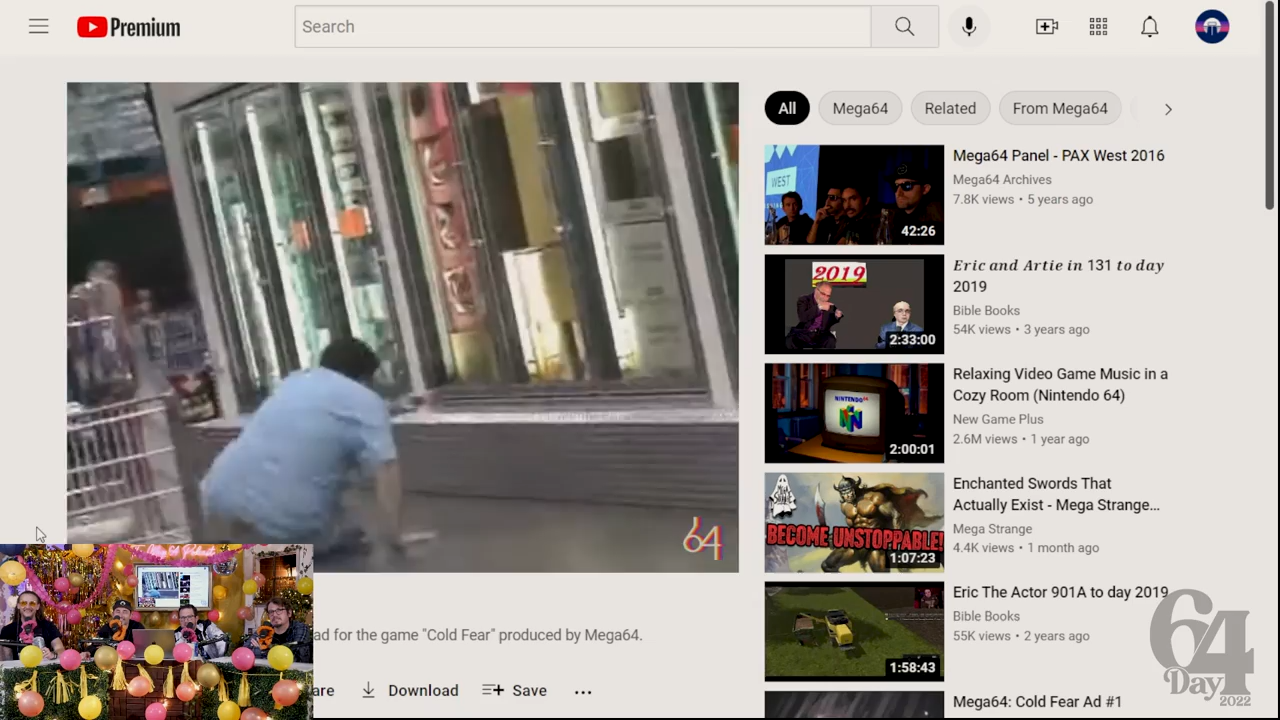 Premium
Search
All
Mega64
Related
From Mega64
WEST
42:26
Mega64 Panel - PAX West 2016
Mega64 Archives
7.8K views • 5 years ago
2019
2:33:00
Eric and Artie in 131 to day
2019
Bible Books
54K views • 3 years ago
NINTENDO
2:00:01
Relaxing Video Game Music in a
Cozy Room (Nintendo 64)
New Game Plus
2.6M views • 1 year ago
BECOME UNSTOPPABLE!
1:07:23
Enchanted Swords That
Actually Exist - Mega Strange...
Mega Strange
4.4K views • 1 month ago
1:58:43
Eric The Actor 901A to day 2019
Bible Books
55K views • 2 years ago
Mega64: Cold Fear Ad #1
64
ad for the game "Cold Fear" produced by Mega64.
are
Download
Save
64
Day
2022